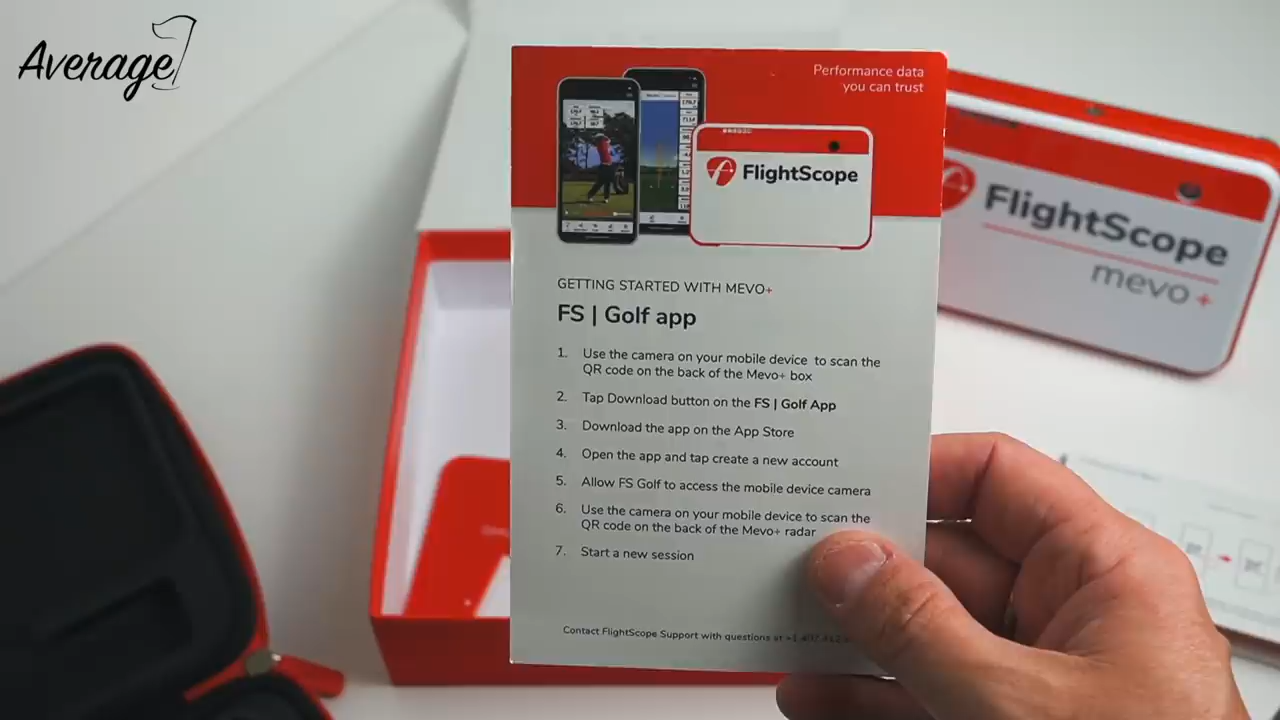 Average
Performance data
you can trust
FlightScope
GETTING STARTED WITH MEVO+
FS | Golf app
1. Use the camera on your mobile device to scan the
QR code on the back of the Mevo+ box
2. Tap Download button on the FS | Golf App
3. Download the app on the App Store
4. Open the app and tap create a new account
5. Allow FS Golf to access the mobile device camera
6. Use the camera on your mobile device to scan the
QR code on the back of the Mevo+ radar
7. Start a new session
Contact FlightScope Support with questions at
FlightScope
mevo+